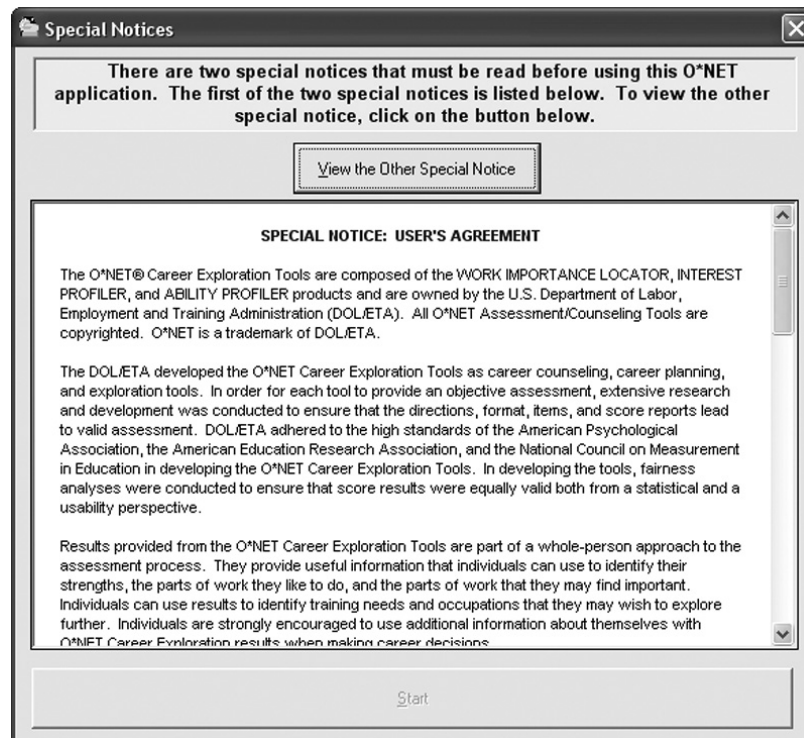 Special Notices
There are two special notices that must be read before using this O*NET
application. The first of the two special notices is listed below. To view the other
special notice, click on the button below.
View the Other Special Notice
SPECIAL NOTICE: USER'S AGREEMENT
The O*NET® Career Exploration Tools are composed of the WORK IMPORTANCE LOCATOR, INTEREST
PROFILER, and ABILITY PROFILER products and are owned by the U.S. Department of Labor,
Employment and Training Administration (DOL/ETA). All O*NET Assessment/Counseling Tools are
copyrighted. O*NET is a trademark of DOL/ETA.
The DOL/ETA developed the O*NET Career Exploration Tools as career counseling, career planning,
and exploration tools. In order for each tool to provide an objective assessment, extensive research
and development was conducted to ensure that the directions, format, items, and score reports lead
to valid assessment. DOL/ETA adhered to the high standards of the American Psychological
Association, the American Education Research Association, and the National Council on Measurement
in Education in developing the O*NET Career Exploration Tools. In developing the tools, fairness
analyses were conducted to ensure that score results were equally valid both from a statistical and a
usability perspective.
Results provided from the O*NET Career Exploration Tools are part of a whole-person approach to the
assessment process. They provide useful information that individuals can use to identify their
strengths, the parts of work they like to do, and the parts of work that they may find important.
Individuals can use results to identify training needs and occupations that they may wish to explore
further. Individuals are strongly encouraged to use additional information about themselves with
O*NET Career Exploration results when making career decisions.
Start